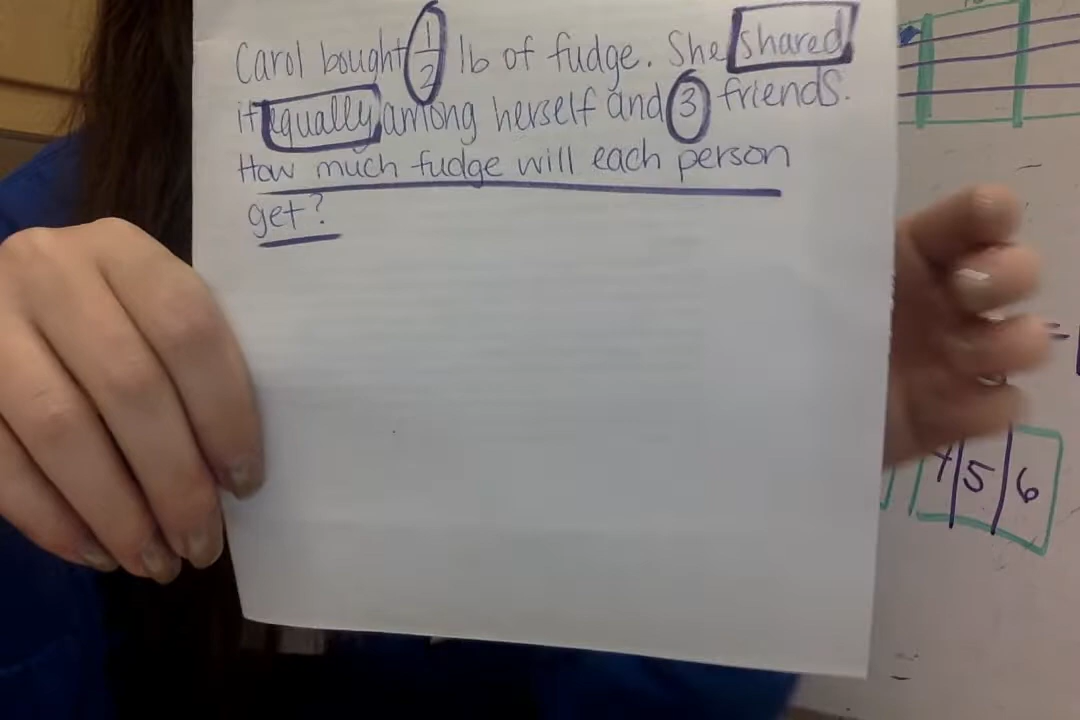 Carol bought 1/2 lb of fudge. She shared
it equally among herself and 3 friends.
How much fudge will each person
get?
5 6